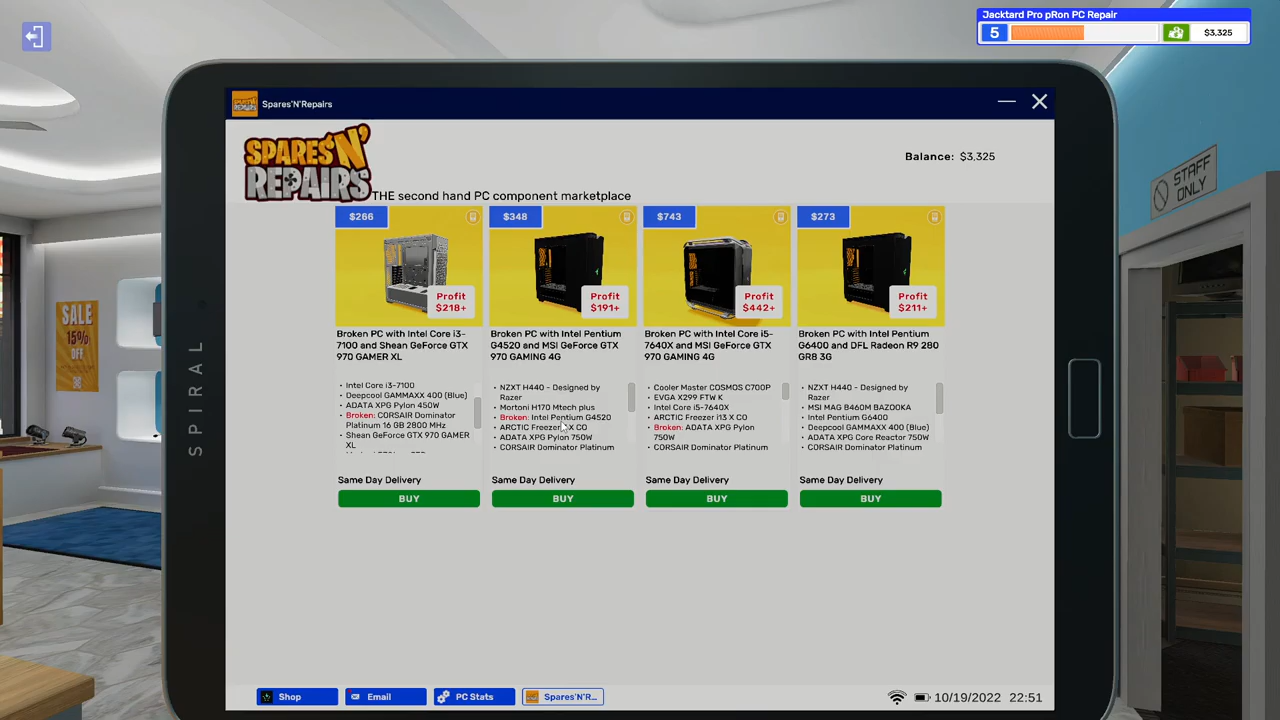 Jacktard Pro pRon PC Repair
5
$3,325
Spares'N'Repairs
SPARES N'
REPAIRS
THE second hand PC component marketplace
Balance: $3,325
$266
Profit
$218+
Broken PC with Intel Core i3-
7100 and Shean GeForce GTX
970 GAMER XL
• Intel Core i3-7100
• Deepcool GAMMAXX 400 (Blue)
• ADATA XPG Pylon 450W
• Broken: CORSAIR Dominator
Platinum 16 GB 2800 MHz
• Shean GeForce GTX 970 GAMER
XL
Same Day Delivery
BUY
$348
Profit
$191+
Broken PC with Intel Pentium
G4520 and MSI GeForce GTX
970 GAMING 4G
• NZXT H440 - Designed by
Razer
• Mortoni H170 Mtech plus
• Broken: Intel Pentium G4520
• ARCTIC Freezer X CO
• ADATA XPG Pylon 750W
• CORSAIR Dominator Platinum
Same Day Delivery
BUY
$743
Profit
$442+
Broken PC with Intel Core i5-
7640X and MSI GeForce GTX
970 GAMING 4G
• Cooler Master COSMOS C700P
• EVGA X299 FTW K
• Intel Core i5-7640X
• ARCTIC Freezer i13 X CO
• Broken: ADATA XPG Pylon
750W
• CORSAIR Dominator Platinum
Same Day Delivery
BUY
$273
Profit
$211+
Broken PC with Intel Pentium
G6400 and DFL Radeon R9 280
GR8 3G
• NZXT H440 - Designed by
Razer
• MSI MAG B460M BAZOOKA
• Intel Pentium G6400
• Deepcool GAMMAXX 400 (Blue)
• ADATA XPG Core Reactor 750W
• CORSAIR Dominator Platinum
Same Day Delivery
BUY
SPIRAL
SALE
15%
OFF
STAFF
ONLY
Shop
Email
PC Stats
Spares'N'R...
10/19/2022 22:51